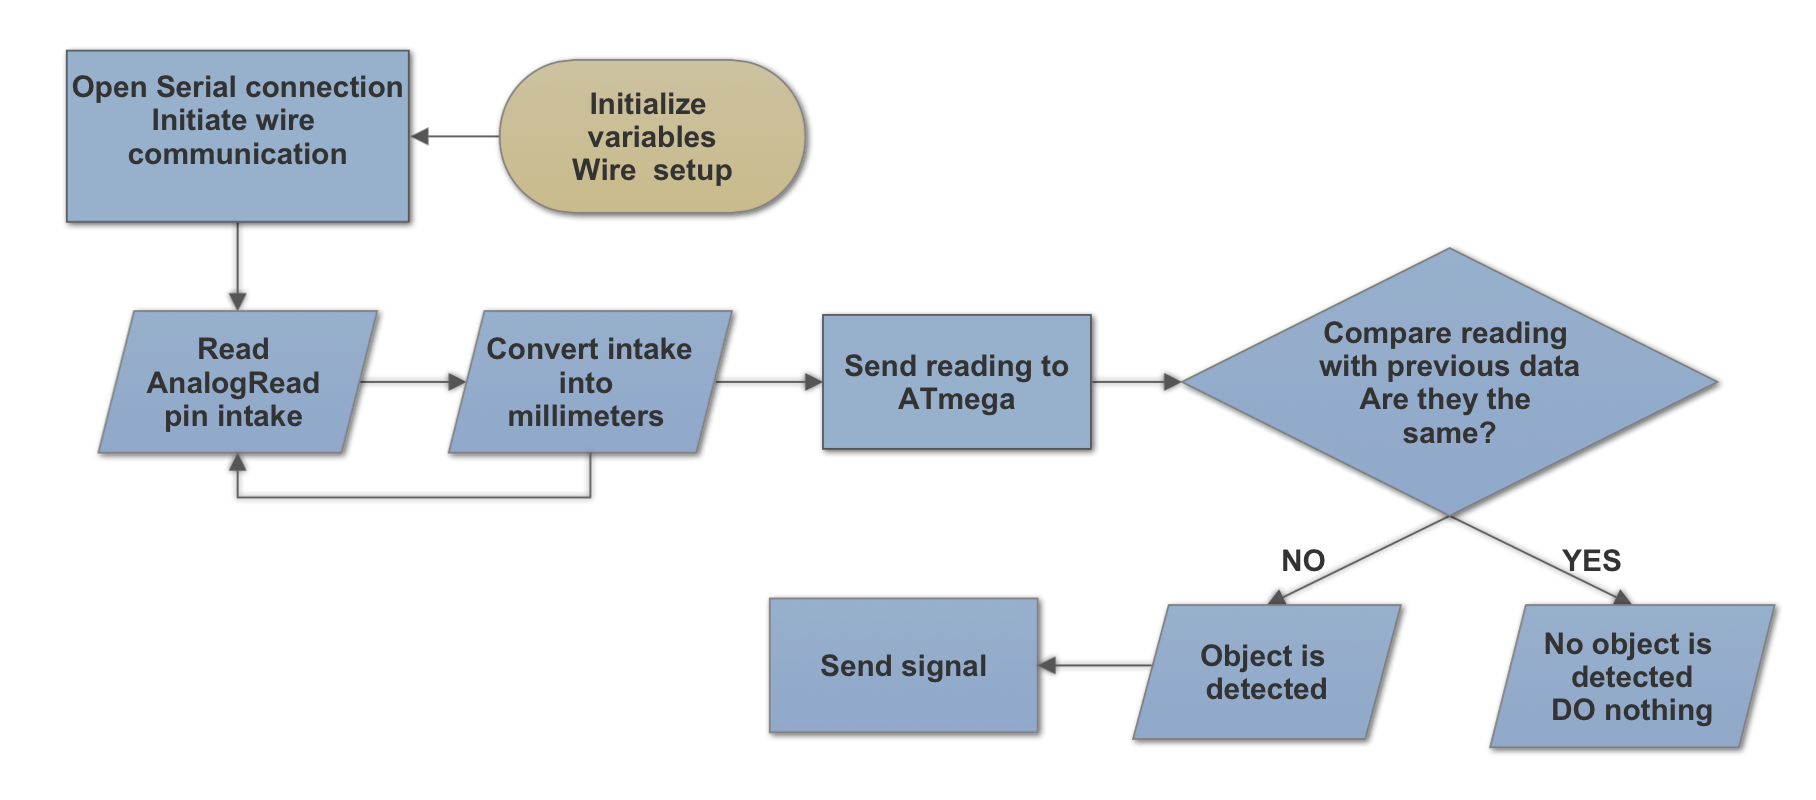 Open Serial connection
Initiate wire
communication
Initialize
variables
Wire setup
Read
AnalogRead
pin intake
Convert intake
into
millimeters
Send reading to
ATmega
Compare reading
with previous data
Are they the
same?
NO
YES
Send signal
Object is
detected
No object is
detected
DO nothing